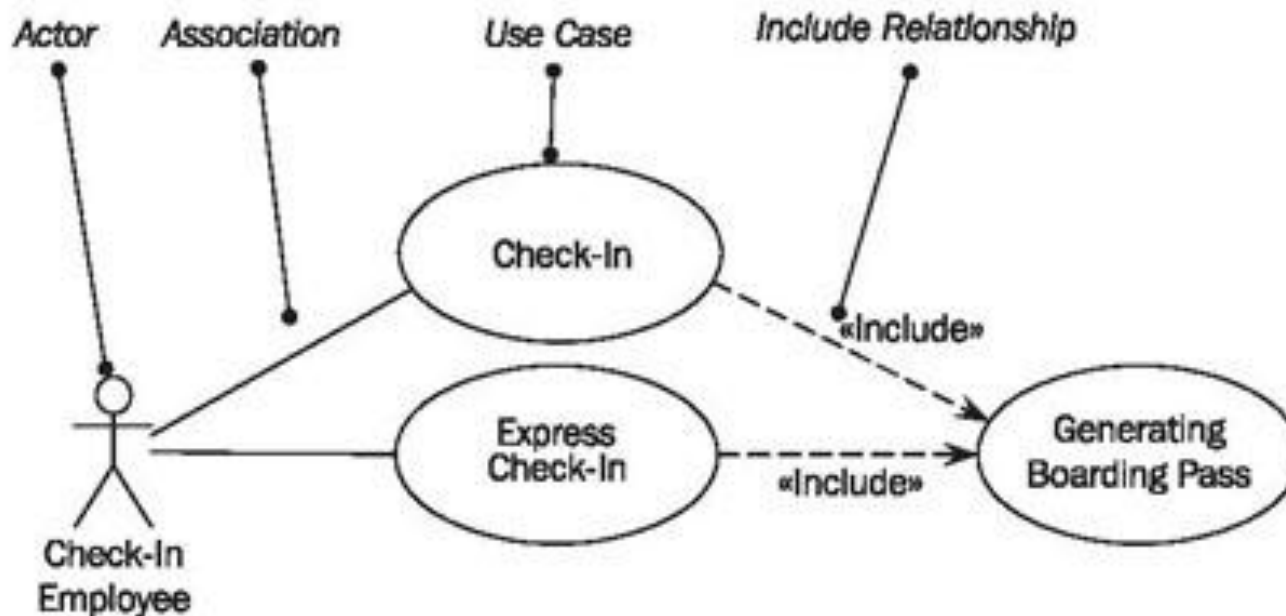 Actor
Association
Use Case
Include Relationship
Check-In
«Include»
Express
Check-In
«Include»
Generating
Boarding Pass
Check-In
Employee